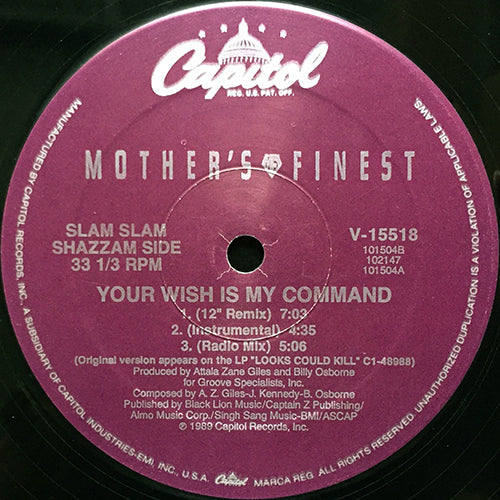 Capitol
REG. U.S. PAT. OFF.
MOTHER'S FINEST
SLAM SLAM
SHAZZAM SIDE
33 1/3 RPM
V-15518
101504B
102147
101504A
YOUR WISH IS MY COMMAND
1. (12" Remix) 7:03
2. (Instrumental) 4:35
3. (Radio Mix) 5:06
(Original version appears on the LP "LOOKS COULD KILL" C1-48988)
Produced by Attala Zane Giles and Billy Osborne
for Groove Specialists, Inc.
Composed by A. Z. Giles-J. Kennedy-B. Osborne
Published by Black Lion Music/Captain Z Publishing/
Almo Music Corp./Singh Sang Music-BMI/ASCAP
℗ 1989 Capitol Records, Inc.
MANUFACTURED BY CAPITOL RECORDS, INC., A SUBSIDIARY OF CAPITOL INDUSTRIES-EMI, INC., U.S.A. Capitol MARCA REG. ALL RIGHTS RESERVED. UNAUTHORIZED DUPLICATION IS A VIOLATION OF APPLICABLE LAWS.